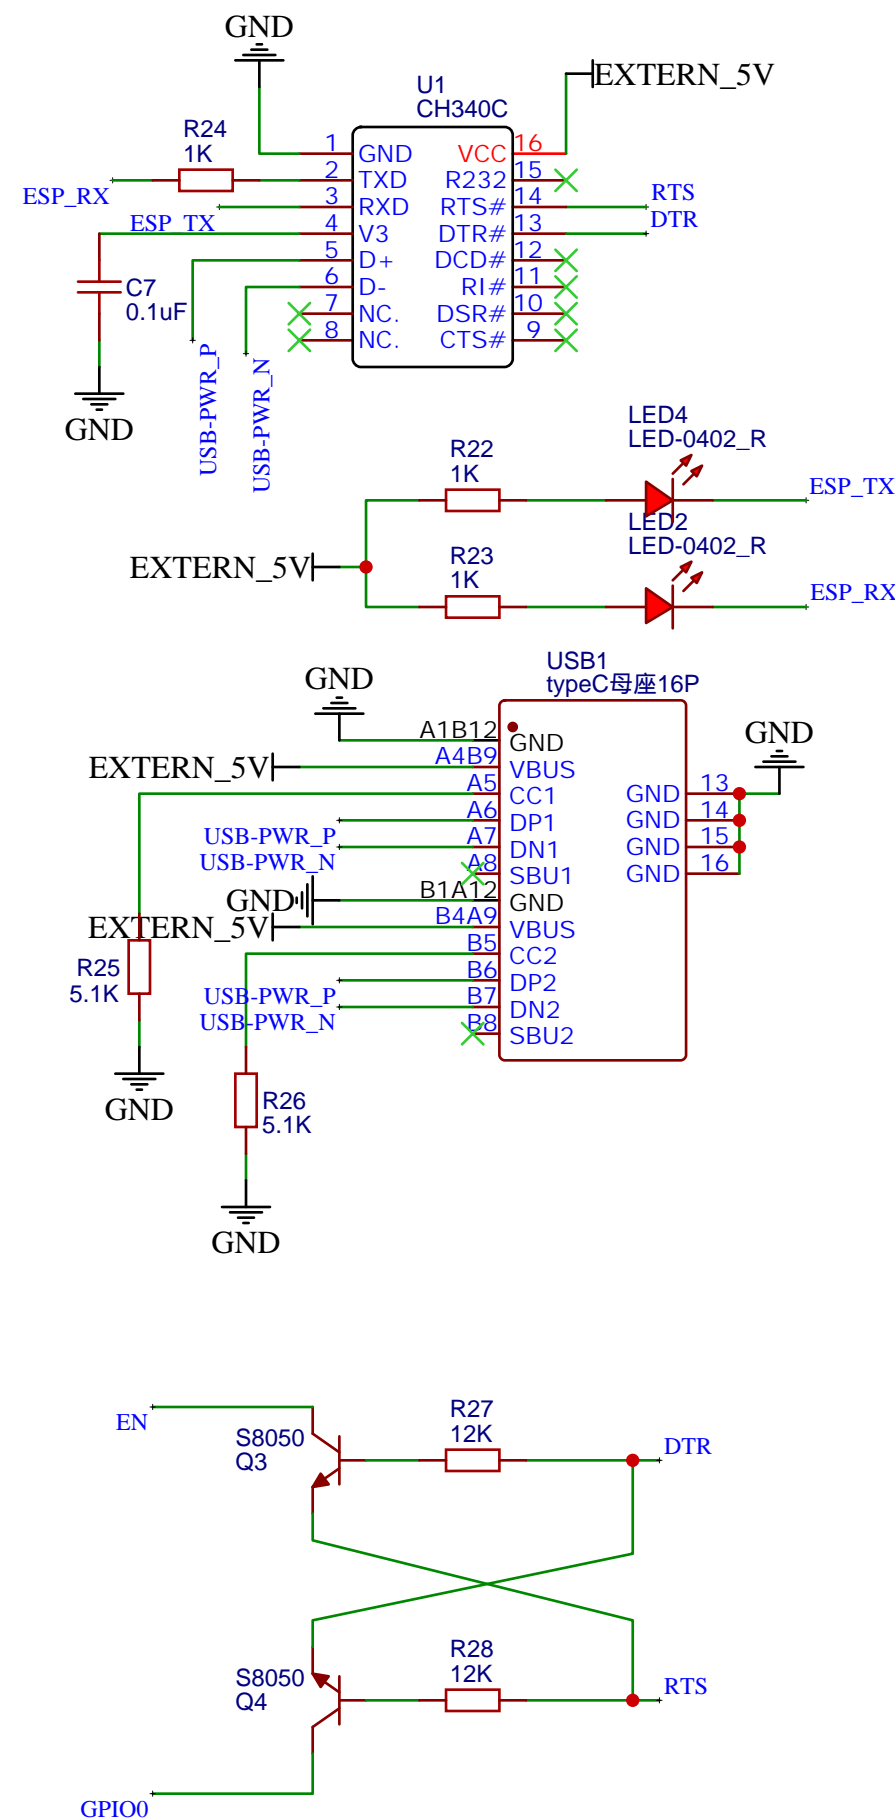 GND
EXTERN_5V
U1
CH340C
R24
1K
ESP_RX
1 GND
2 TXD
3 RXD
4 V3
5 D+
6 D-
7 NC.
8 NC.
VCC 16
R232 15
RTS# 14
DTR# 13
DCD# 12
RI# 11
DSR# 10
CTS# 9
RTS
DTR
ESP_TX
C7
0.1uF
GND
USB-PWR_P
USB-PWR_N
LED4
LED-0402_R
R22
1K
ESP_TX
LED2
LED-0402_R
EXTERN_5V
R23
1K
ESP_RX
USB1
typeC母座16P
GND
GND
A1B12 GND
EXTERN_5V
A4B9 VBUS
A5 CC1
A6 DP1
USB-PWR_P
A7 DN1
USB-PWR_N
A8 SBU1
GND
B1A12 GND
EXTERN_5V
B4A9 VBUS
B5 CC2
B6 DP2
USB-PWR_P
B7 DN2
USB-PWR_N
B8 SBU2
GND 13
GND 14
GND 15
GND 16
R25
5.1K
GND
R26
5.1K
GND
EN
S8050
Q3
R27
12K
DTR
S8050
Q4
R28
12K
RTS
GPIO0